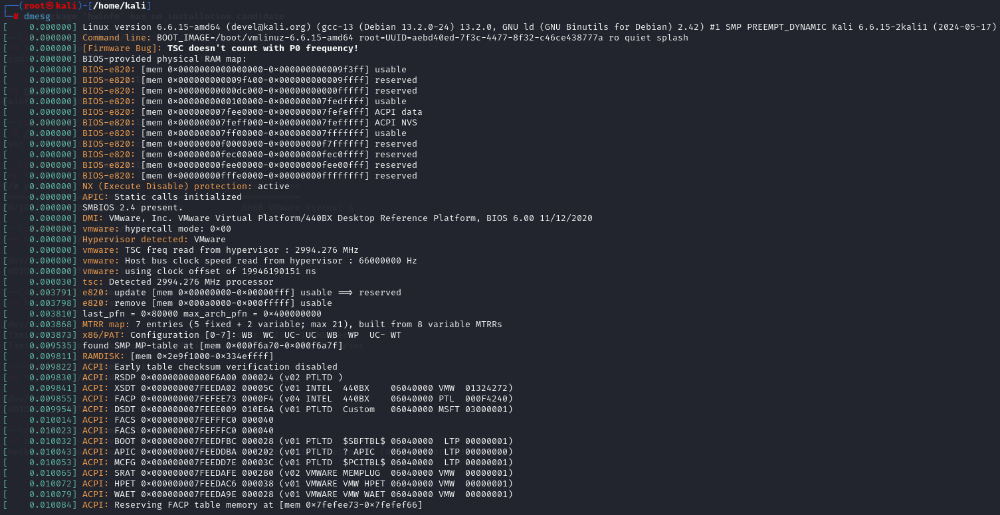 ┌──(root㉿kali)-[/home/kali]
└─# dmesg
[    0.000000] Linux version 6.6.15-amd64 (devel@kali.org) (gcc-13 (Debian 13.2.0-24) 13.2.0, GNU ld (GNU Binutils for Debian) 2.42) #1 SMP PREEMPT_DYNAMIC Kali 6.6.15-2kali1 (2024-05-17)
[    0.000000] Command line: BOOT_IMAGE=/boot/vmlinuz-6.6.15-amd64 root=UUID=aebd40ed-7f3c-4477-8f32-c46ce438777a ro quiet splash
[    0.000000] [Firmware Bug]: TSC doesn't count with P0 frequency!
[    0.000000] BIOS-provided physical RAM map:
[    0.000000] BIOS-e820: [mem 0x0000000000000000-0x000000000009f3ff] usable
[    0.000000] BIOS-e820: [mem 0x000000000009f400-0x000000000009ffff] reserved
[    0.000000] BIOS-e820: [mem 0x00000000000dc000-0x00000000000fffff] reserved
[    0.000000] BIOS-e820: [mem 0x0000000000100000-0x000000007fedffff] usable
[    0.000000] BIOS-e820: [mem 0x000000007fee0000-0x000000007fefefff] ACPI data
[    0.000000] BIOS-e820: [mem 0x000000007feff000-0x000000007fefffff] ACPI NVS
[    0.000000] BIOS-e820: [mem 0x000000007ff00000-0x000000007fffffff] usable
[    0.000000] BIOS-e820: [mem 0x00000000f0000000-0x00000000f7ffffff] reserved
[    0.000000] BIOS-e820: [mem 0x00000000fec00000-0x00000000fec0ffff] reserved
[    0.000000] BIOS-e820: [mem 0x00000000fee00000-0x00000000fee00fff] reserved
[    0.000000] BIOS-e820: [mem 0x00000000fffe0000-0x00000000ffffffff] reserved
[    0.000000] NX (Execute Disable) protection: active
[    0.000000] APIC: Static calls initialized
[    0.000000] SMBIOS 2.4 present.
[    0.000000] DMI: VMware, Inc. VMware Virtual Platform/440BX Desktop Reference Platform, BIOS 6.00 11/12/2020
[    0.000000] vmware: hypercall mode: 0x00
[    0.000000] Hypervisor detected: VMware
[    0.000000] vmware: TSC freq read from hypervisor : 2994.276 MHz
[    0.000000] vmware: Host bus clock speed read from hypervisor : 66000000 Hz
[    0.000000] vmware: using clock offset of 19946190151 ns
[    0.000030] tsc: Detected 2994.276 MHz processor
[    0.003791] e820: update [mem 0x00000000-0x00000fff] usable ==> reserved
[    0.003798] e820: remove [mem 0x000a0000-0x000fffff] usable
[    0.003810] last_pfn = 0x80000 max_arch_pfn = 0x400000000
[    0.003868] MTRR map: 7 entries (5 fixed + 2 variable; max 21), built from 8 variable MTRRs
[    0.003873] x86/PAT: Configuration [0-7]: WB  WC  UC- UC  WB  WP  UC- WT
[    0.009535] found SMP MP-table at [mem 0x000f6a70-0x000f6a7f]
[    0.009811] RAMDISK: [mem 0x2e9f1000-0x334effff]
[    0.009822] ACPI: Early table checksum verification disabled
[    0.009830] ACPI: RSDP 0x00000000000F6A00 000024 (v02 PTLTD )
[    0.009841] ACPI: XSDT 0x000000007FEEDA02 00005C (v01 INTEL  440BX    06040000 VMW  01324272)
[    0.009855] ACPI: FACP 0x000000007FEFEE73 0000F4 (v04 INTEL  440BX    06040000 PTL  000F4240)
[    0.009954] ACPI: DSDT 0x000000007FEEE009 010E6A (v01 PTLTD  Custom   06040000 MSFT 03000001)
[    0.010014] ACPI: FACS 0x000000007FEFFFC0 000040
[    0.010023] ACPI: FACS 0x000000007FEFFFC0 000040
[    0.010032] ACPI: BOOT 0x000000007FEEDFBC 000028 (v01 PTLTD  $SBFTBL$ 06040000  LTP 00000001)
[    0.010043] ACPI: APIC 0x000000007FEEDDBA 000202 (v01 PTLTD  ? APIC   06040000  LTP 00000000)
[    0.010053] ACPI: MCFG 0x000000007FEEDD7E 00003C (v01 PTLTD  $PCITBL$ 06040000  LTP 00000001)
[    0.010065] ACPI: SRAT 0x000000007FEEDAFE 000280 (v02 VMWARE MEMPLUG  06040000 VMW  00000001)
[    0.010072] ACPI: HPET 0x000000007FEEDAC6 000038 (v01 VMWARE VMW HPET 06040000 VMW  00000001)
[    0.010079] ACPI: WAET 0x000000007FEEDA9E 000028 (v01 VMWARE VMW WAET 06040000 VMW  00000001)
[    0.010084] ACPI: Reserving FACP table memory at [mem 0x7fefee73-0x7fefef66]